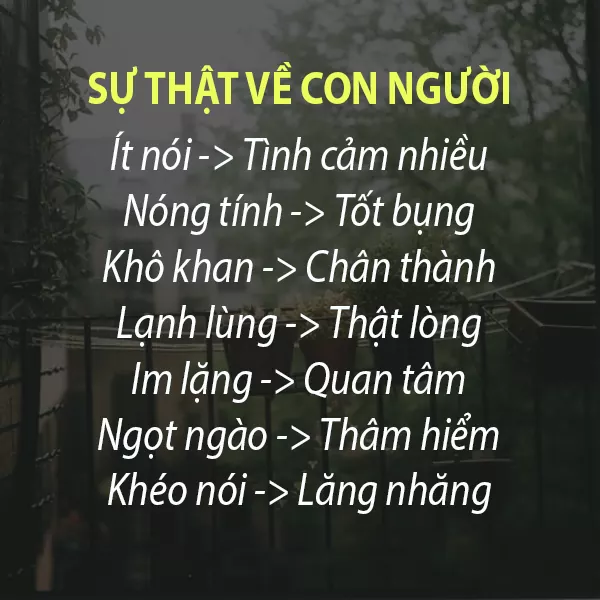 SỰ THẬT VỀ CON NGƯỜI
Ít nói -> Tình cảm nhiều
Nóng tính -> Tốt bụng
Khô khan -> Chân thành
Lạnh lùng -> Thật lòng
Im lặng -> Quan tâm
Ngọt ngào -> Thâm hiểm
Khéo nói -> Lăng nhăng